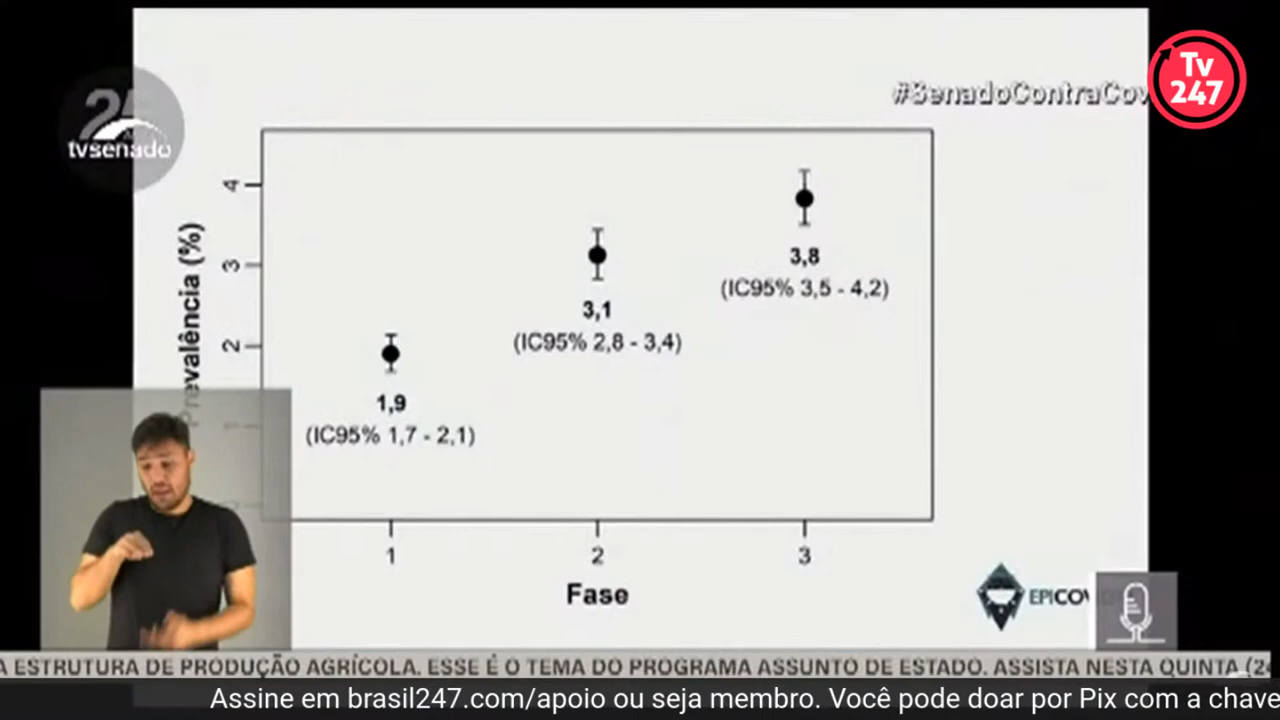 Tv
247
#SenadoContraCov
25
tvsenado
Prevalência (%)
4
3
2
1,9
(IC95% 1,7 - 2,1)
3,1
(IC95% 2,8 - 3,4)
3,8
(IC95% 3,5 - 4,2)
1
2
3
Fase
EPICOV
A ESTRUTURA DE PRODUÇÃO AGRÍCOLA. ESSE É O TEMA DO PROGRAMA ASSUNTO DE ESTADO. ASSISTA NESTA QUINTA (2
Assine em brasil247.com/apoio ou seja membro. Você pode doar por Pix com a chave